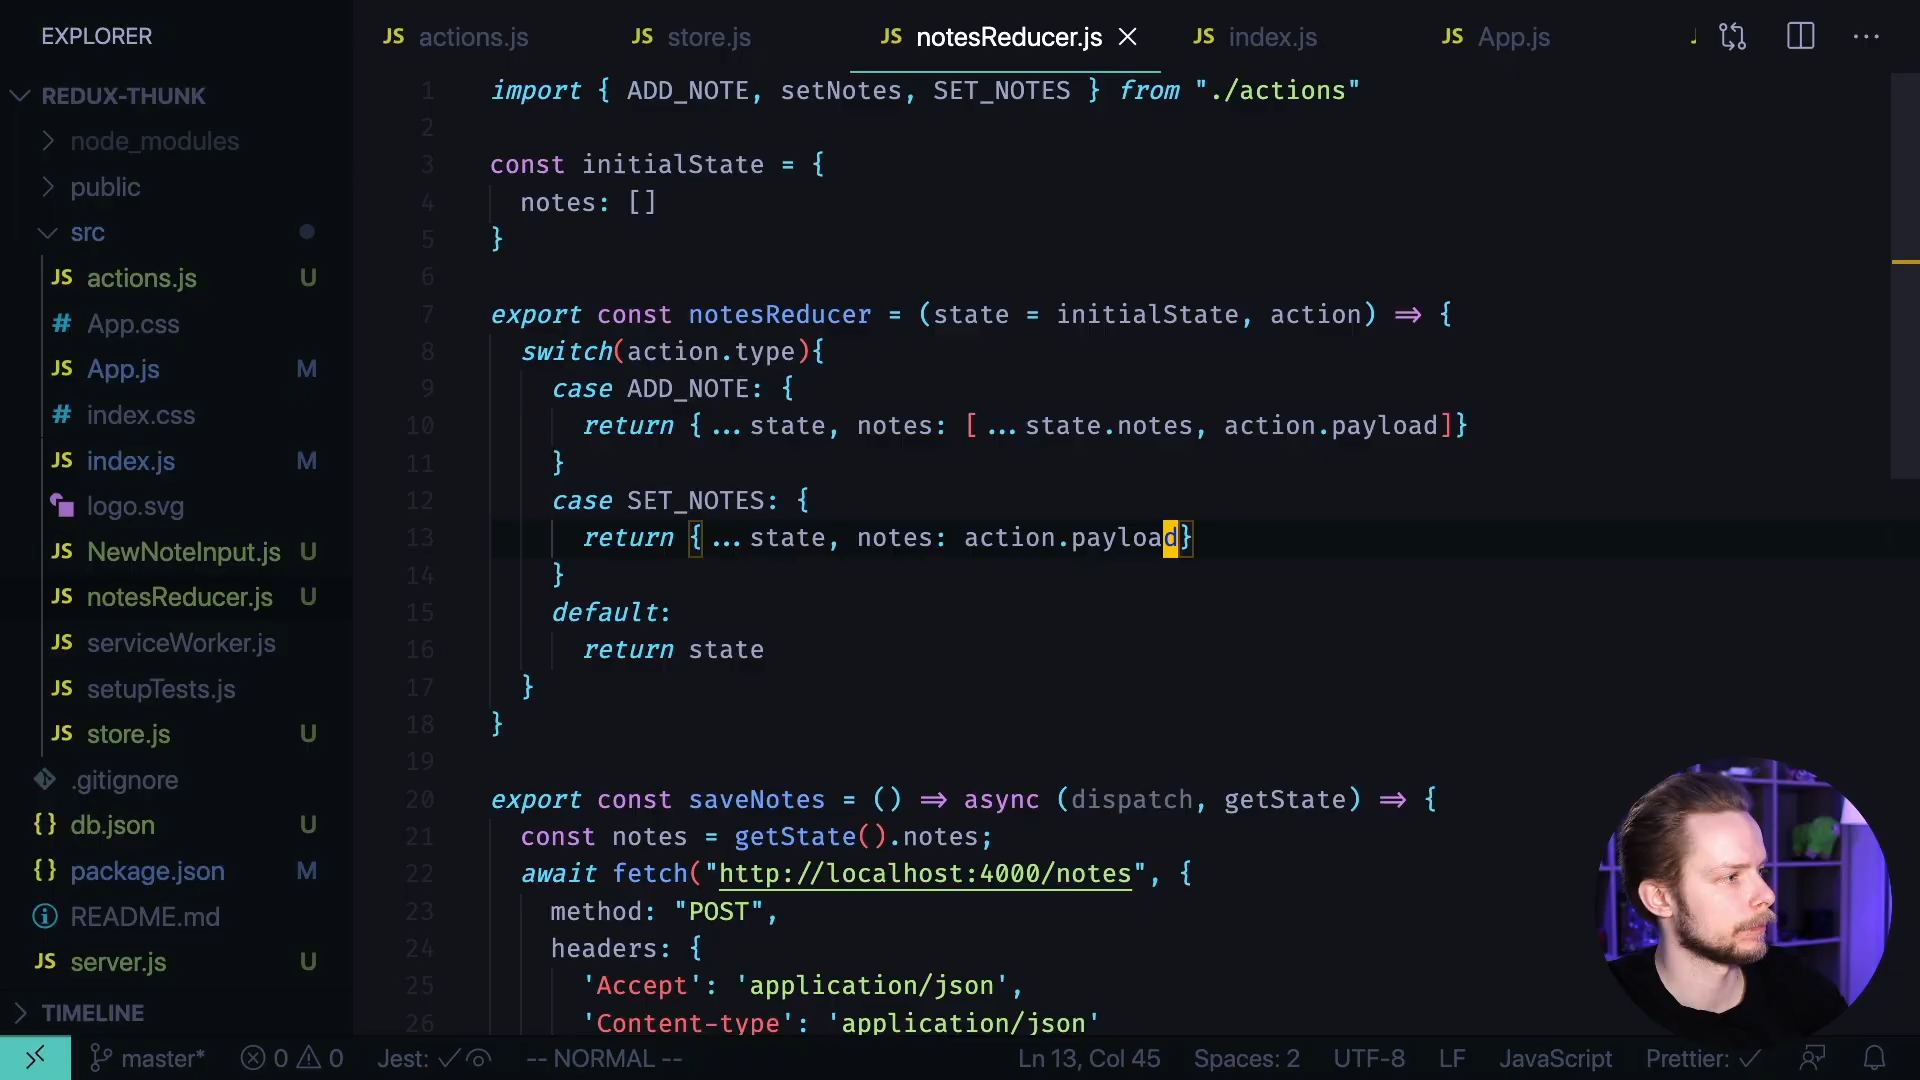 EXPLORER
REDUX-THUNK
node_modules
public
src
JS actions.js U
# App.css
JS App.js M
# index.css
JS index.js M
logo.svg
JS NewNoteInput.js U
JS notesReducer.js U
JS serviceWorker.js
JS setupTests.js
JS store.js U
.gitignore
{} db.json U
{} package.json M
README.md
JS server.js U
TIMELINE
JS actions.js JS store.js JS notesReducer.js JS index.js JS App.js
1 import { ADD_NOTE, setNotes, SET_NOTES } from "./actions"
2
3 const initialState = {
4 notes: []
5 }
6
7 export const notesReducer = (state = initialState, action) => {
8 switch(action.type){
9 case ADD_NOTE: {
10 return {...state, notes: [...state.notes, action.payload]}
11 }
12 case SET_NOTES: {
13 return {...state, notes: action.payload}
14 }
15 default:
16 return state
17 }
18 }
19
20 export const saveNotes = () => async (dispatch, getState) => {
21 const notes = getState().notes;
22 await fetch("http://localhost:4000/notes", {
23 method: "POST",
24 headers: {
25 'Accept': 'application/json',
26 'Content-type': 'application/json'
master* 0 0 Jest: -- NORMAL -- Ln 13, Col 45 Spaces: 2 UTF-8 LF JavaScript Prettier: